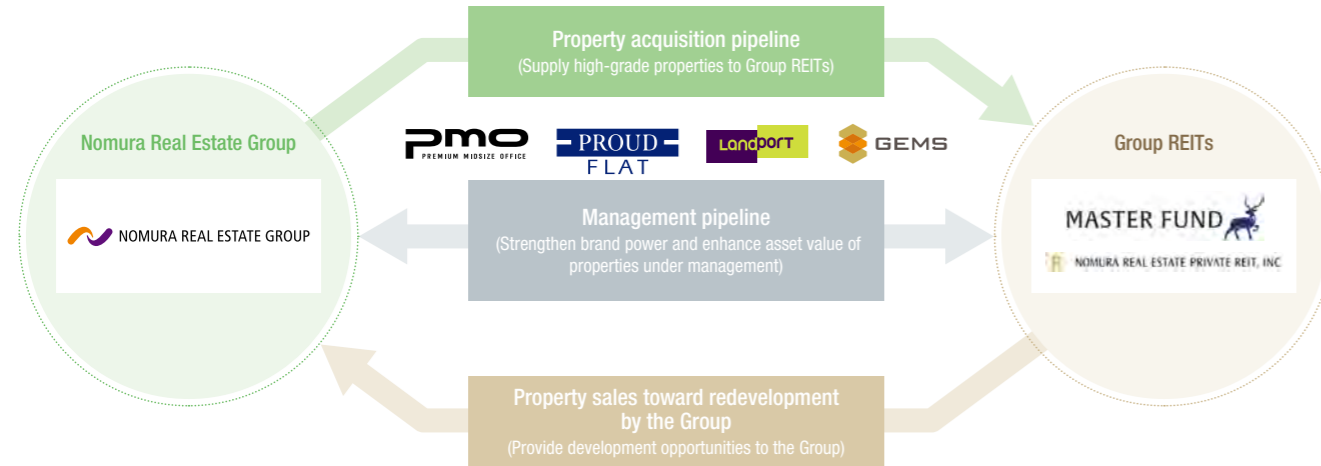 Property acquisition pipeline
(Supply high-grade properties to Group REITs)
Nomura Real Estate Group
NOMURA REAL ESTATE GROUP
PMO
PREMIUM MIDSIZE OFFICE
PROUD
FLAT
Landport
GEMS
Management pipeline
(Strengthen brand power and enhance asset value of
properties under management)
Group REITs
MASTER FUND
NOMURA REAL ESTATE PRIVATE REIT, INC
Property sales toward redevelopment
by the Group
(Provide development opportunities to the Group)